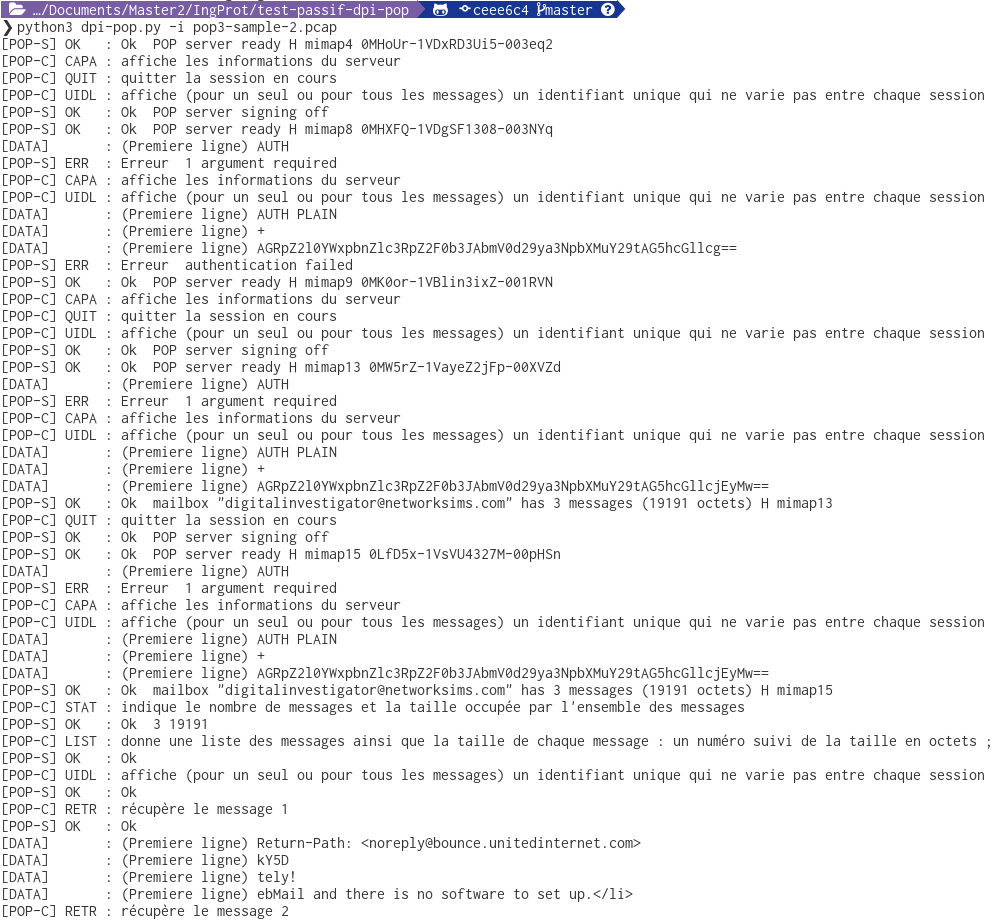 …/Documents/Master2/IngProt/test-passif-dpi-pop ceee6c4 master ?
❯ python3 dpi-pop.py -i pop3-sample-2.pcap
[POP-S] OK   : Ok  POP server ready H mimap4 0MHoUr-1VDxRD3Ui5-003eq2
[POP-C] CAPA : affiche les informations du serveur
[POP-C] QUIT : quitter la session en cours
[POP-C] UIDL : affiche (pour un seul ou pour tous les messages) un identifiant unique qui ne varie pas entre chaque session
[POP-S] OK   : Ok  POP server signing off
[POP-S] OK   : Ok  POP server ready H mimap8 0MHXFQ-1VDgSF1308-003NYq
[DATA]       : (Premiere ligne) AUTH
[POP-S] ERR  : Erreur  1 argument required
[POP-C] CAPA : affiche les informations du serveur
[POP-C] UIDL : affiche (pour un seul ou pour tous les messages) un identifiant unique qui ne varie pas entre chaque session
[DATA]       : (Premiere ligne) AUTH PLAIN
[DATA]       : (Premiere ligne) +
[DATA]       : (Premiere ligne) AGRpZ2l0YWxpbnZlc3RpZ2F0b3JAbmV0d29ya3NpbXMuY29tAG5hcGllcg==
[POP-S] ERR  : Erreur  authentication failed
[POP-S] OK   : Ok  POP server ready H mimap9 0MK0or-1VBlin3ixZ-001RVN
[POP-C] CAPA : affiche les informations du serveur
[POP-C] QUIT : quitter la session en cours
[POP-C] UIDL : affiche (pour un seul ou pour tous les messages) un identifiant unique qui ne varie pas entre chaque session
[POP-S] OK   : Ok  POP server signing off
[POP-S] OK   : Ok  POP server ready H mimap13 0MW5rZ-1VayeZ2jFp-00XVZd
[DATA]       : (Premiere ligne) AUTH
[POP-S] ERR  : Erreur  1 argument required
[POP-C] CAPA : affiche les informations du serveur
[POP-C] UIDL : affiche (pour un seul ou pour tous les messages) un identifiant unique qui ne varie pas entre chaque session
[DATA]       : (Premiere ligne) AUTH PLAIN
[DATA]       : (Premiere ligne) +
[DATA]       : (Premiere ligne) AGRpZ2l0YWxpbnZlc3RpZ2F0b3JAbmV0d29ya3NpbXMuY29tAG5hcGllcjEyMw==
[POP-S] OK   : Ok  mailbox "digitalinvestigator@networksims.com" has 3 messages (19191 octets) H mimap13
[POP-C] QUIT : quitter la session en cours
[POP-S] OK   : Ok  POP server signing off
[POP-S] OK   : Ok  POP server ready H mimap15 0LfD5x-1VsVU4327M-00pHSn
[DATA]       : (Premiere ligne) AUTH
[POP-S] ERR  : Erreur  1 argument required
[POP-C] CAPA : affiche les informations du serveur
[POP-C] UIDL : affiche (pour un seul ou pour tous les messages) un identifiant unique qui ne varie pas entre chaque session
[DATA]       : (Premiere ligne) AUTH PLAIN
[DATA]       : (Premiere ligne) +
[DATA]       : (Premiere ligne) AGRpZ2l0YWxpbnZlc3RpZ2F0b3JAbmV0d29ya3NpbXMuY29tAG5hcGllcjEyMw==
[POP-S] OK   : Ok  mailbox "digitalinvestigator@networksims.com" has 3 messages (19191 octets) H mimap15
[POP-C] STAT : indique le nombre de messages et la taille occupée par l'ensemble des messages
[POP-S] OK   : Ok  3 19191
[POP-C] LIST : donne une liste des messages ainsi que la taille de chaque message : un numéro suivi de la taille en octets ;
[POP-S] OK   : Ok
[POP-C] UIDL : affiche (pour un seul ou pour tous les messages) un identifiant unique qui ne varie pas entre chaque session
[POP-S] OK   : Ok
[POP-C] RETR : récupère le message 1
[POP-S] OK   : Ok
[DATA]       : (Premiere ligne) Return-Path: <noreply@bounce.unitedinternet.com>
[DATA]       : (Premiere ligne) kY5D
[DATA]       : (Premiere ligne) tely!
[DATA]       : (Premiere ligne) ebMail and there is no software to set up.</li>
[POP-C] RETR : récupère le message 2